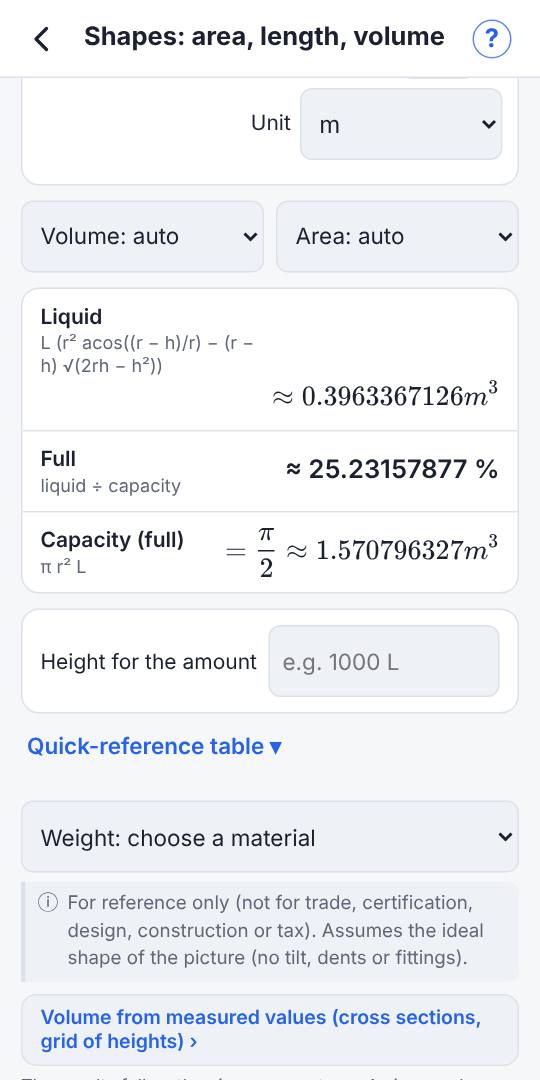 Shapes: area, length, volume
?
Unit
m
Volume: auto
Area: auto
Liquid
L (r² acos((r − h)/r) − (r −
h) √(2rh − h²))
≈ 0.3963367126m³
Full
liquid ÷ capacity
≈ 25.23157877 %
Capacity (full)
π r² L
= π/2 ≈ 1.570796327m³
Height for the amount
e.g. 1000 L
Quick-reference table ▾
Weight: choose a material
ⓘ For reference only (not for trade, certification,
design, construction or tax). Assumes the ideal
shape of the picture (no tilt, dents or fittings).
Volume from measured values (cross sections,
grid of heights) ›